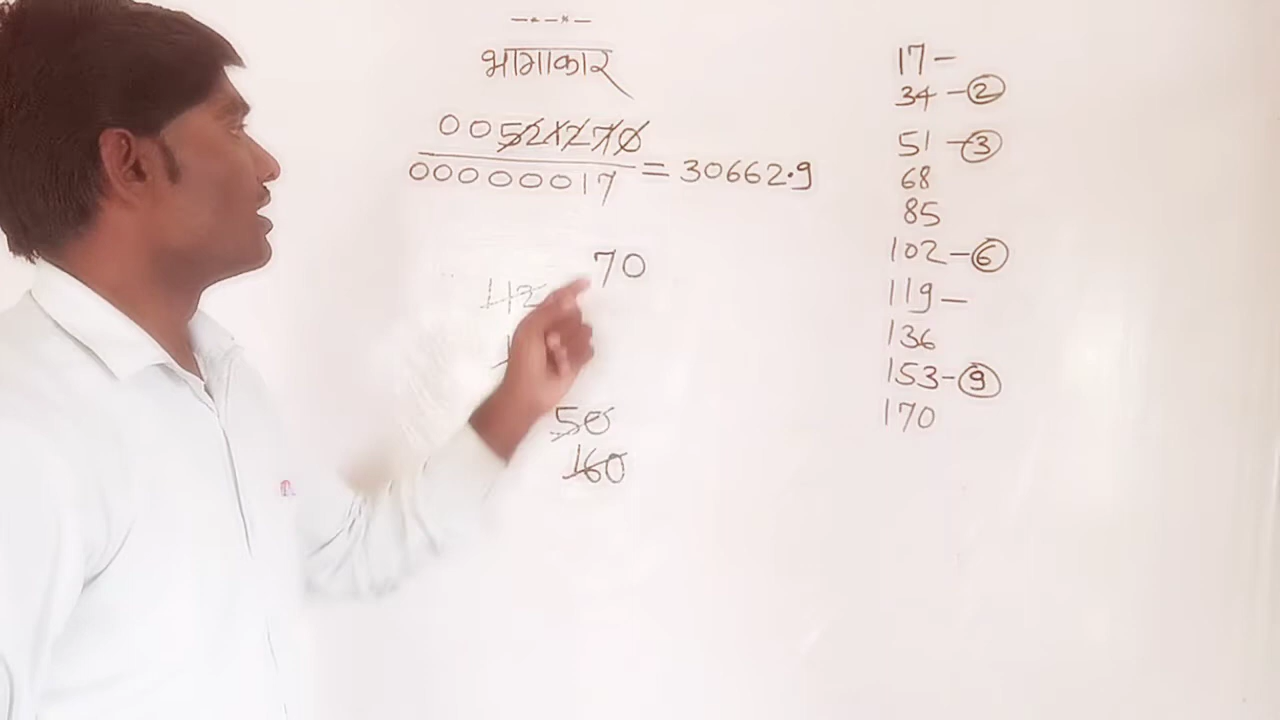 भागाकार
00521270
00000017 = 30662.9
70
112
50
160
17 –
34 – 2
51 – 3
68
85
102 – 6
119 –
136
153 – 9
170